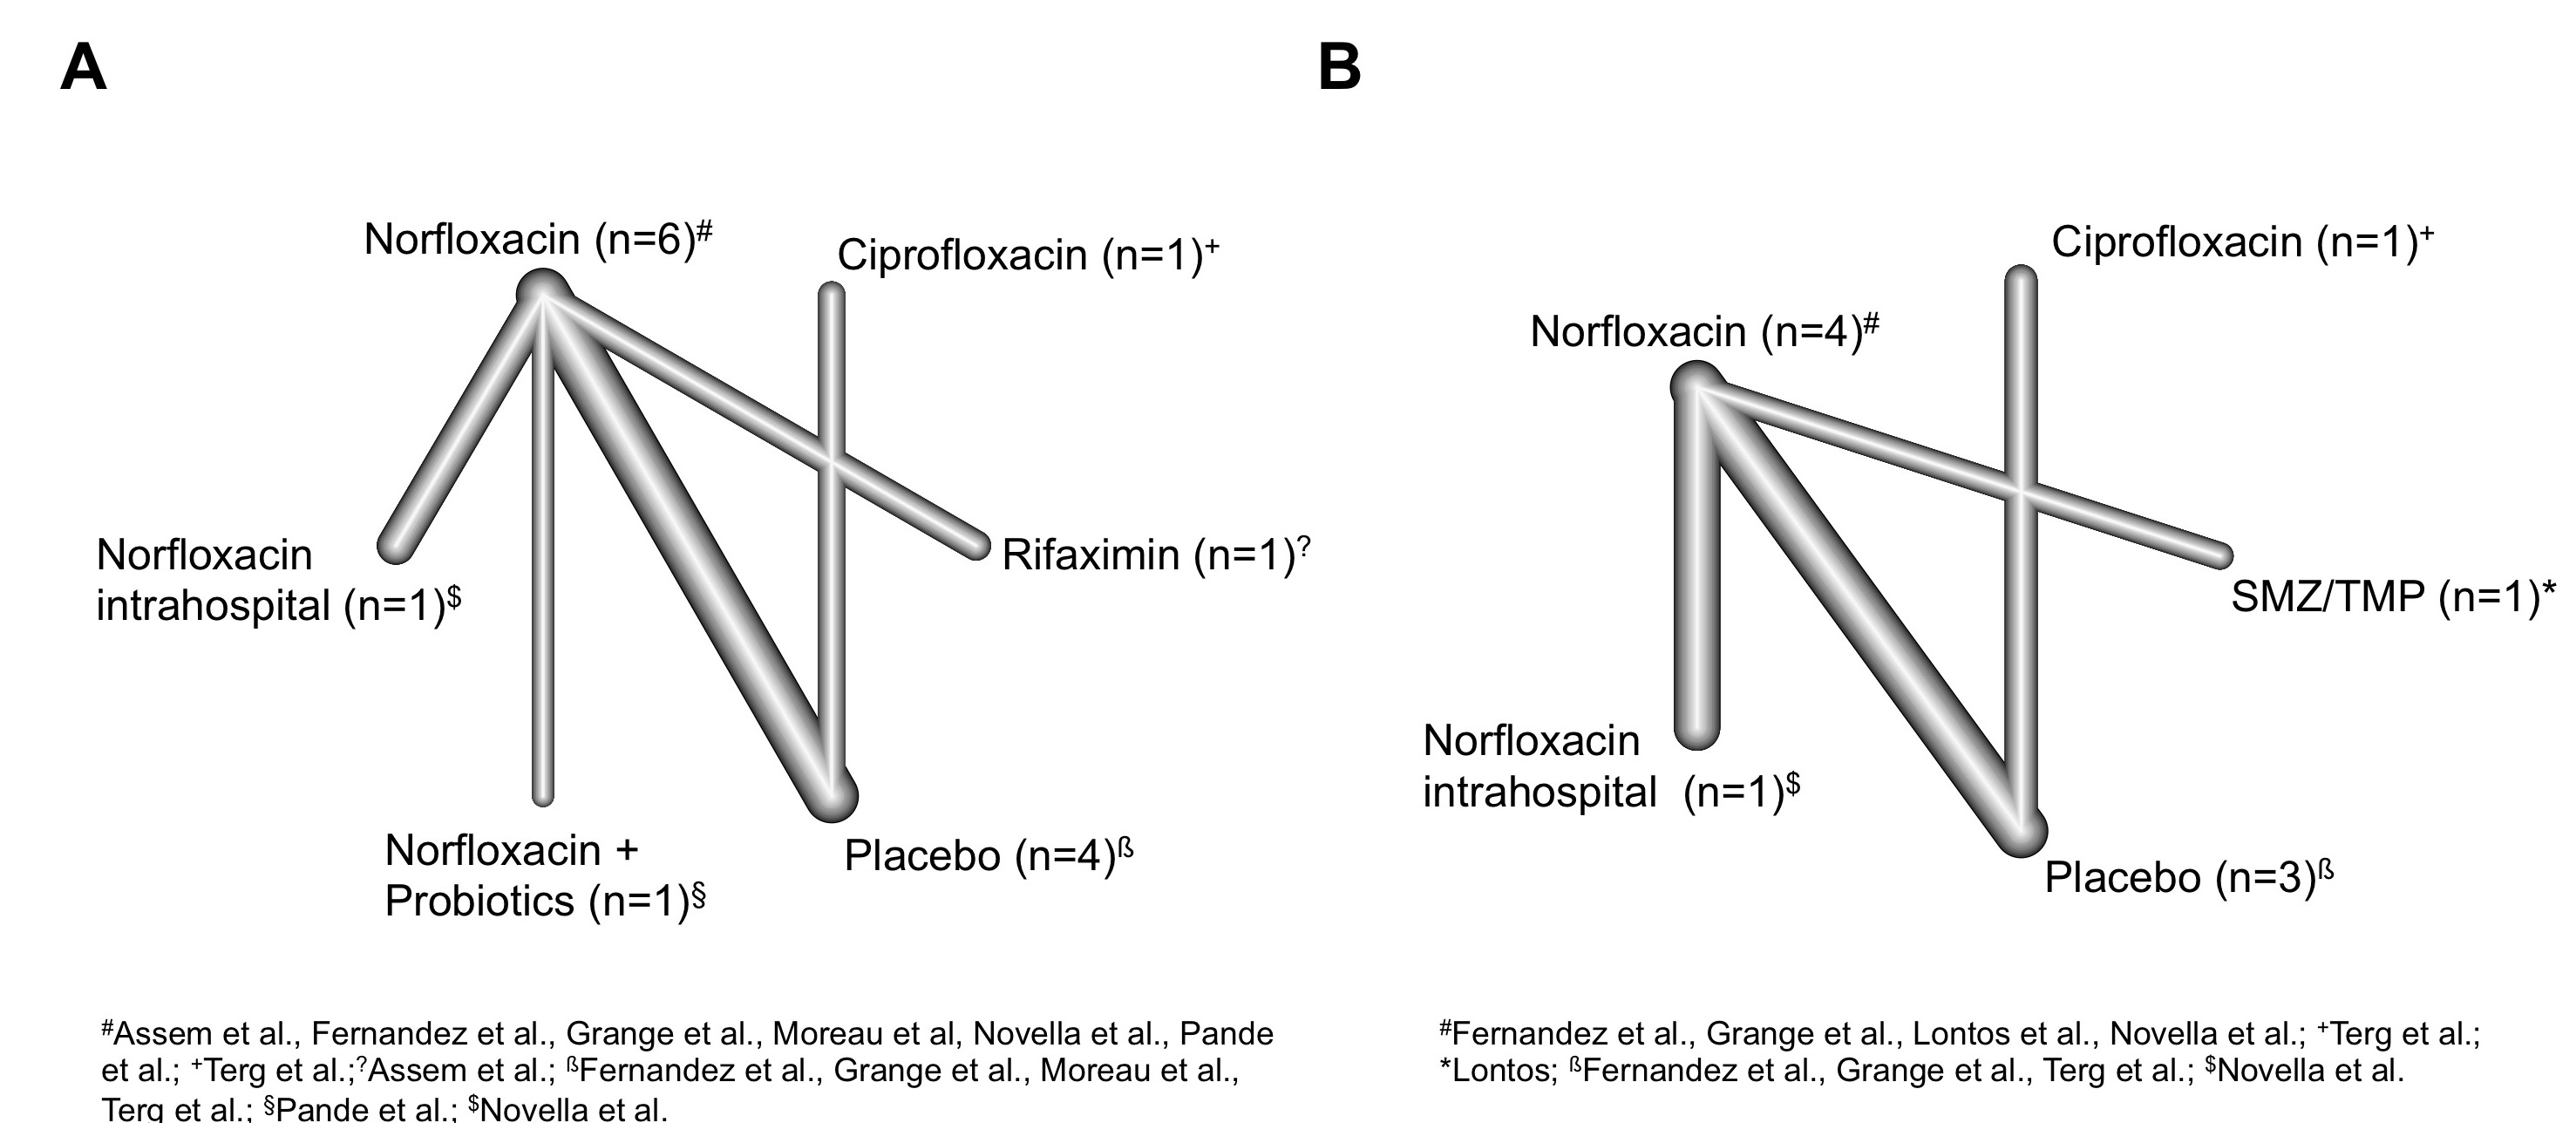 A
Norfloxacin (n=6)#
Ciprofloxacin (n=1)+
Norfloxacin
intrahospital (n=1)$
Rifaximin (n=1)?
Norfloxacin +
Probiotics (n=1)§
Placebo (n=4)ß
#Assem et al., Fernandez et al., Grange et al., Moreau et al, Novella et al., Pande
et al.; +Terg et al.;?Assem et al.; ßFernandez et al., Grange et al., Moreau et al.,
Terg et al.; §Pande et al.; $Novella et al.
B
Ciprofloxacin (n=1)+
Norfloxacin (n=4)#
SMZ/TMP (n=1)*
Norfloxacin
intrahospital (n=1)$
Placebo (n=3)ß
#Fernandez et al., Grange et al., Lontos et al., Novella et al.; +Terg et al.;
*Lontos; ßFernandez et al., Grange et al., Terg et al.; $Novella et al.